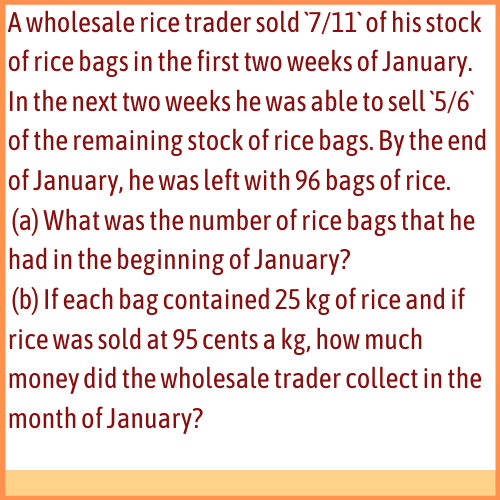 A wholesale rice trader sold `7/11` of his stock
of rice bags in the first two weeks of January.
In the next two weeks he was able to sell `5/6`
of the remaining stock of rice bags. By the end
of January, he was left with 96 bags of rice.
(a) What was the number of rice bags that he
had in the beginning of January?
(b) If each bag contained 25 kg of rice and if
rice was sold at 95 cents a kg, how much
money did the wholesale trader collect in the
month of January?